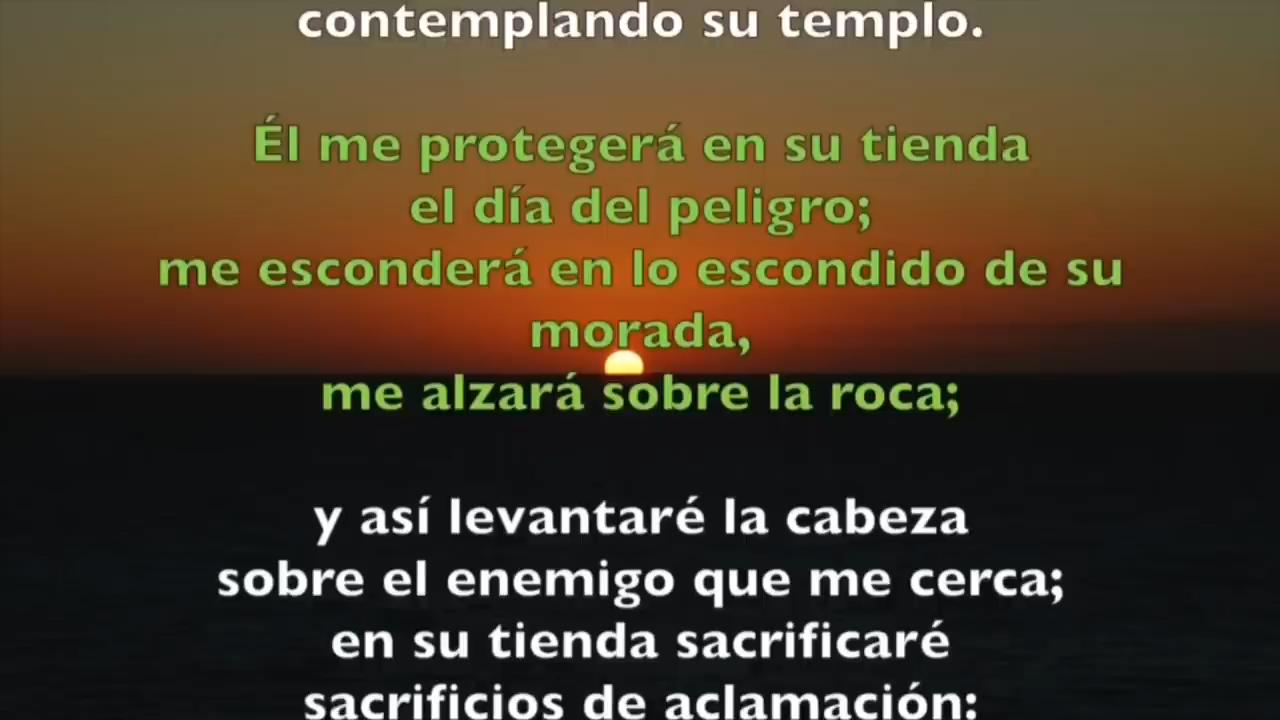 contemplando su templo.
Él me protegerá en su tienda
el día del peligro;
me esconderá en lo escondido de su
morada,
me alzará sobre la roca;
y así levantaré la cabeza
sobre el enemigo que me cerca;
en su tienda sacrificaré
sacrificios de aclamación: